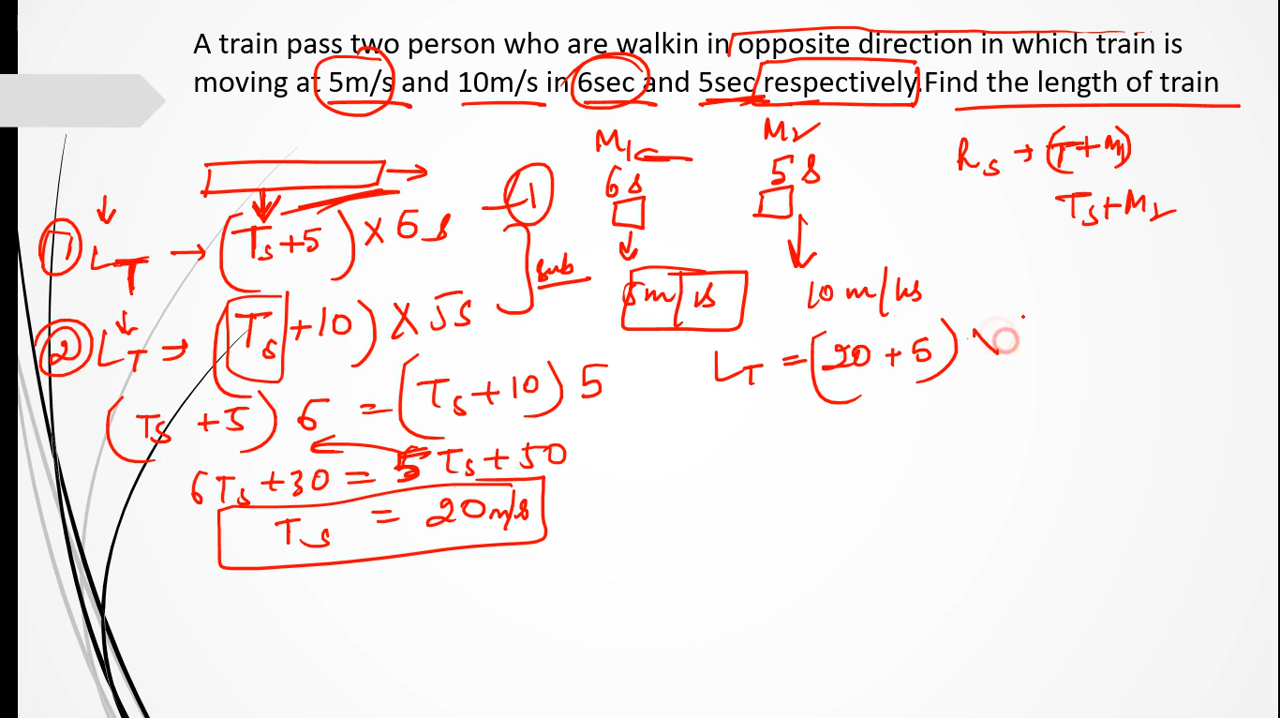 A train pass two person who are walkin in opposite direction in which train is
moving at 5m/s and 10m/s in 6sec and 5sec respectively.Find the length of train
M1 M2
6s 5s
Rs → (T+M1)
Ts+M2
① LT → (Ts+5) × 6s —①
sub
5m/s 10m/s
② LT → (Ts+10) × 5s
LT = (20+5) ×
(Ts+5) 6 = (Ts+10) 5
6Ts+30 = 5Ts+50
Ts = 20m/s